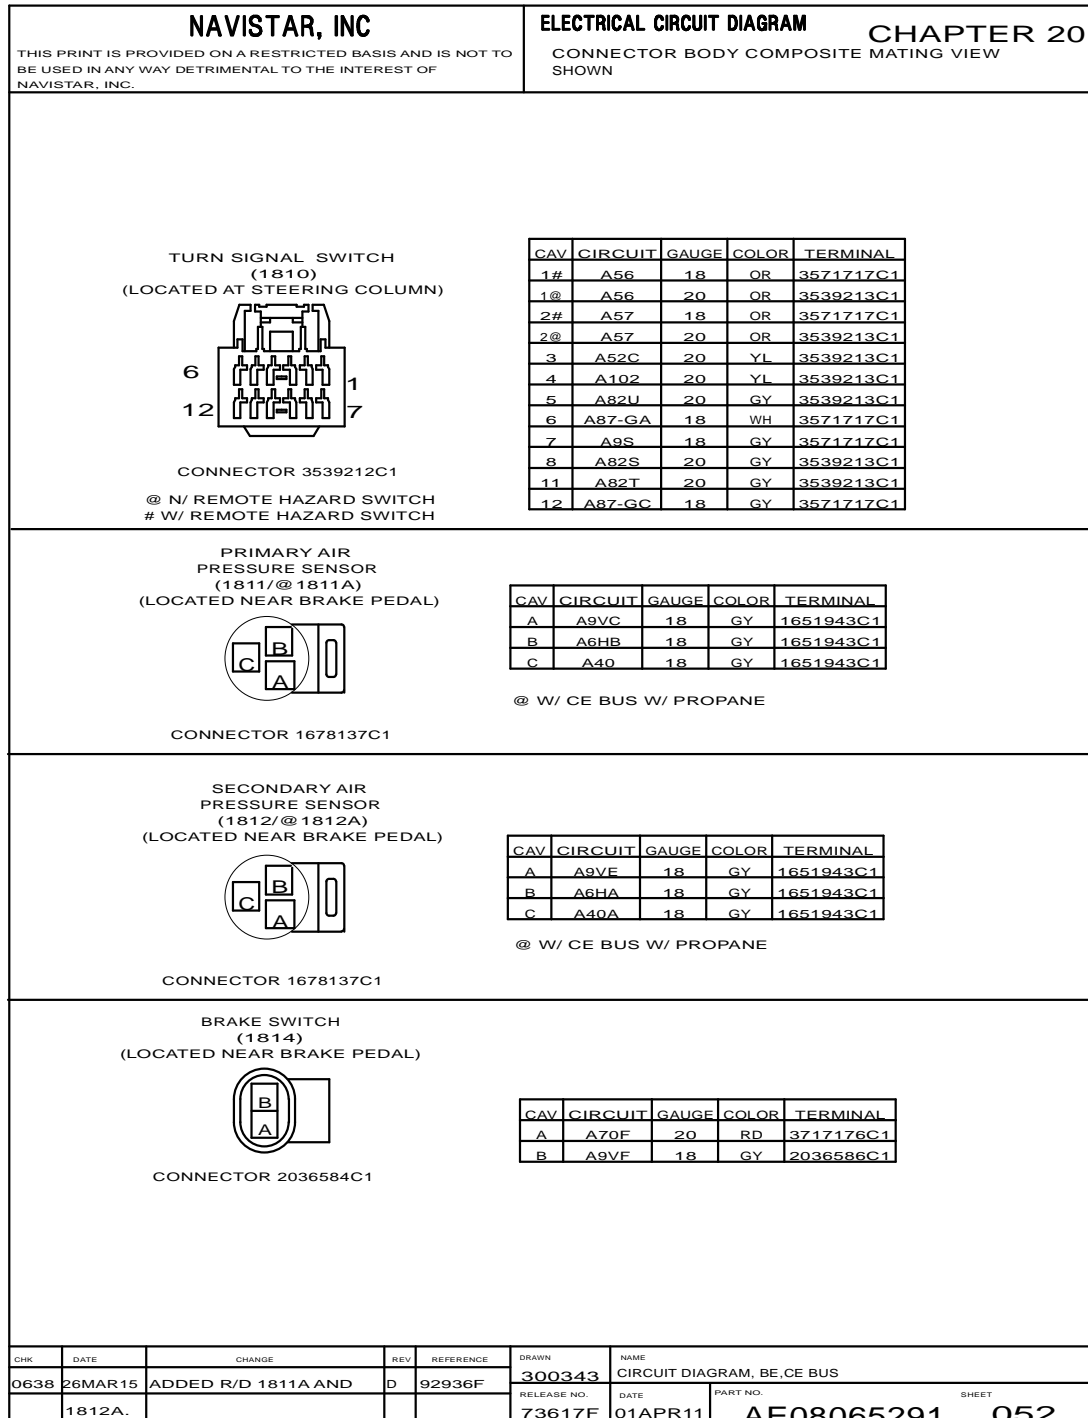 NAVISTAR, INC
THIS PRINT IS PROVIDED ON A RESTRICTED BASIS AND IS NOT TO
BE USED IN ANY WAY DETRIMENTAL TO THE INTEREST OF
NAVISTAR, INC.
ELECTRICAL CIRCUIT DIAGRAM
CHAPTER 20
CONNECTOR BODY COMPOSITE MATING VIEW
SHOWN
TURN SIGNAL SWITCH
(1810)
(LOCATED AT STEERING COLUMN)
6
1
12
7
CONNECTOR 3539212C1
@ N/ REMOTE HAZARD SWITCH
# W/ REMOTE HAZARD SWITCH
CAV CIRCUIT GAUGE COLOR TERMINAL
1# A56 18 OR 3571717C1
1@ A56 20 OR 3539213C1
2# A57 18 OR 3571717C1
2@ A57 20 OR 3539213C1
3 A52C 20 YL 3539213C1
4 A102 20 YL 3539213C1
5 A82U 20 GY 3539213C1
6 A87-GA 18 WH 3571717C1
7 A9S 18 GY 3571717C1
8 A82S 20 GY 3539213C1
11 A82T 20 GY 3539213C1
12 A87-GC 18 GY 3571717C1
PRIMARY AIR
PRESSURE SENSOR
(1811/@1811A)
(LOCATED NEAR BRAKE PEDAL)
B
C
A
CONNECTOR 1678137C1
CAV CIRCUIT GAUGE COLOR TERMINAL
A A9VC 18 GY 1651943C1
B A6HB 18 GY 1651943C1
C A40 18 GY 1651943C1
@ W/ CE BUS W/ PROPANE
SECONDARY AIR
PRESSURE SENSOR
(1812/@1812A)
(LOCATED NEAR BRAKE PEDAL)
B
C
A
CONNECTOR 1678137C1
CAV CIRCUIT GAUGE COLOR TERMINAL
A A9VE 18 GY 1651943C1
B A6HA 18 GY 1651943C1
C A40A 18 GY 1651943C1
@ W/ CE BUS W/ PROPANE
BRAKE SWITCH
(1814)
(LOCATED NEAR BRAKE PEDAL)
B
A
CONNECTOR 2036584C1
CAV CIRCUIT GAUGE COLOR TERMINAL
A A70F 20 RD 3717176C1
B A9VF 18 GY 2036586C1
CHK DATE CHANGE REV REFERENCE
0638 26MAR15 ADDED R/D 1811A AND D 92936F
1812A.
DRAWN
300343
NAME
CIRCUIT DIAGRAM, BE,CE BUS
RELEASE NO.
73617F
DATE
01APR11
PART NO.
AE08065291
SHEET
052